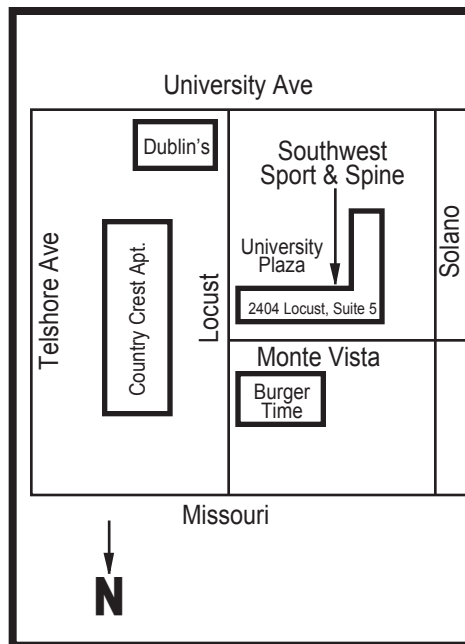 University Ave
Dublin's
Southwest
Sport & Spine
Telshore Ave
Country Crest Apt.
Locust
University
Plaza
Solano
2404 Locust, Suite 5
Monte Vista
Burger
Time
Missouri
N